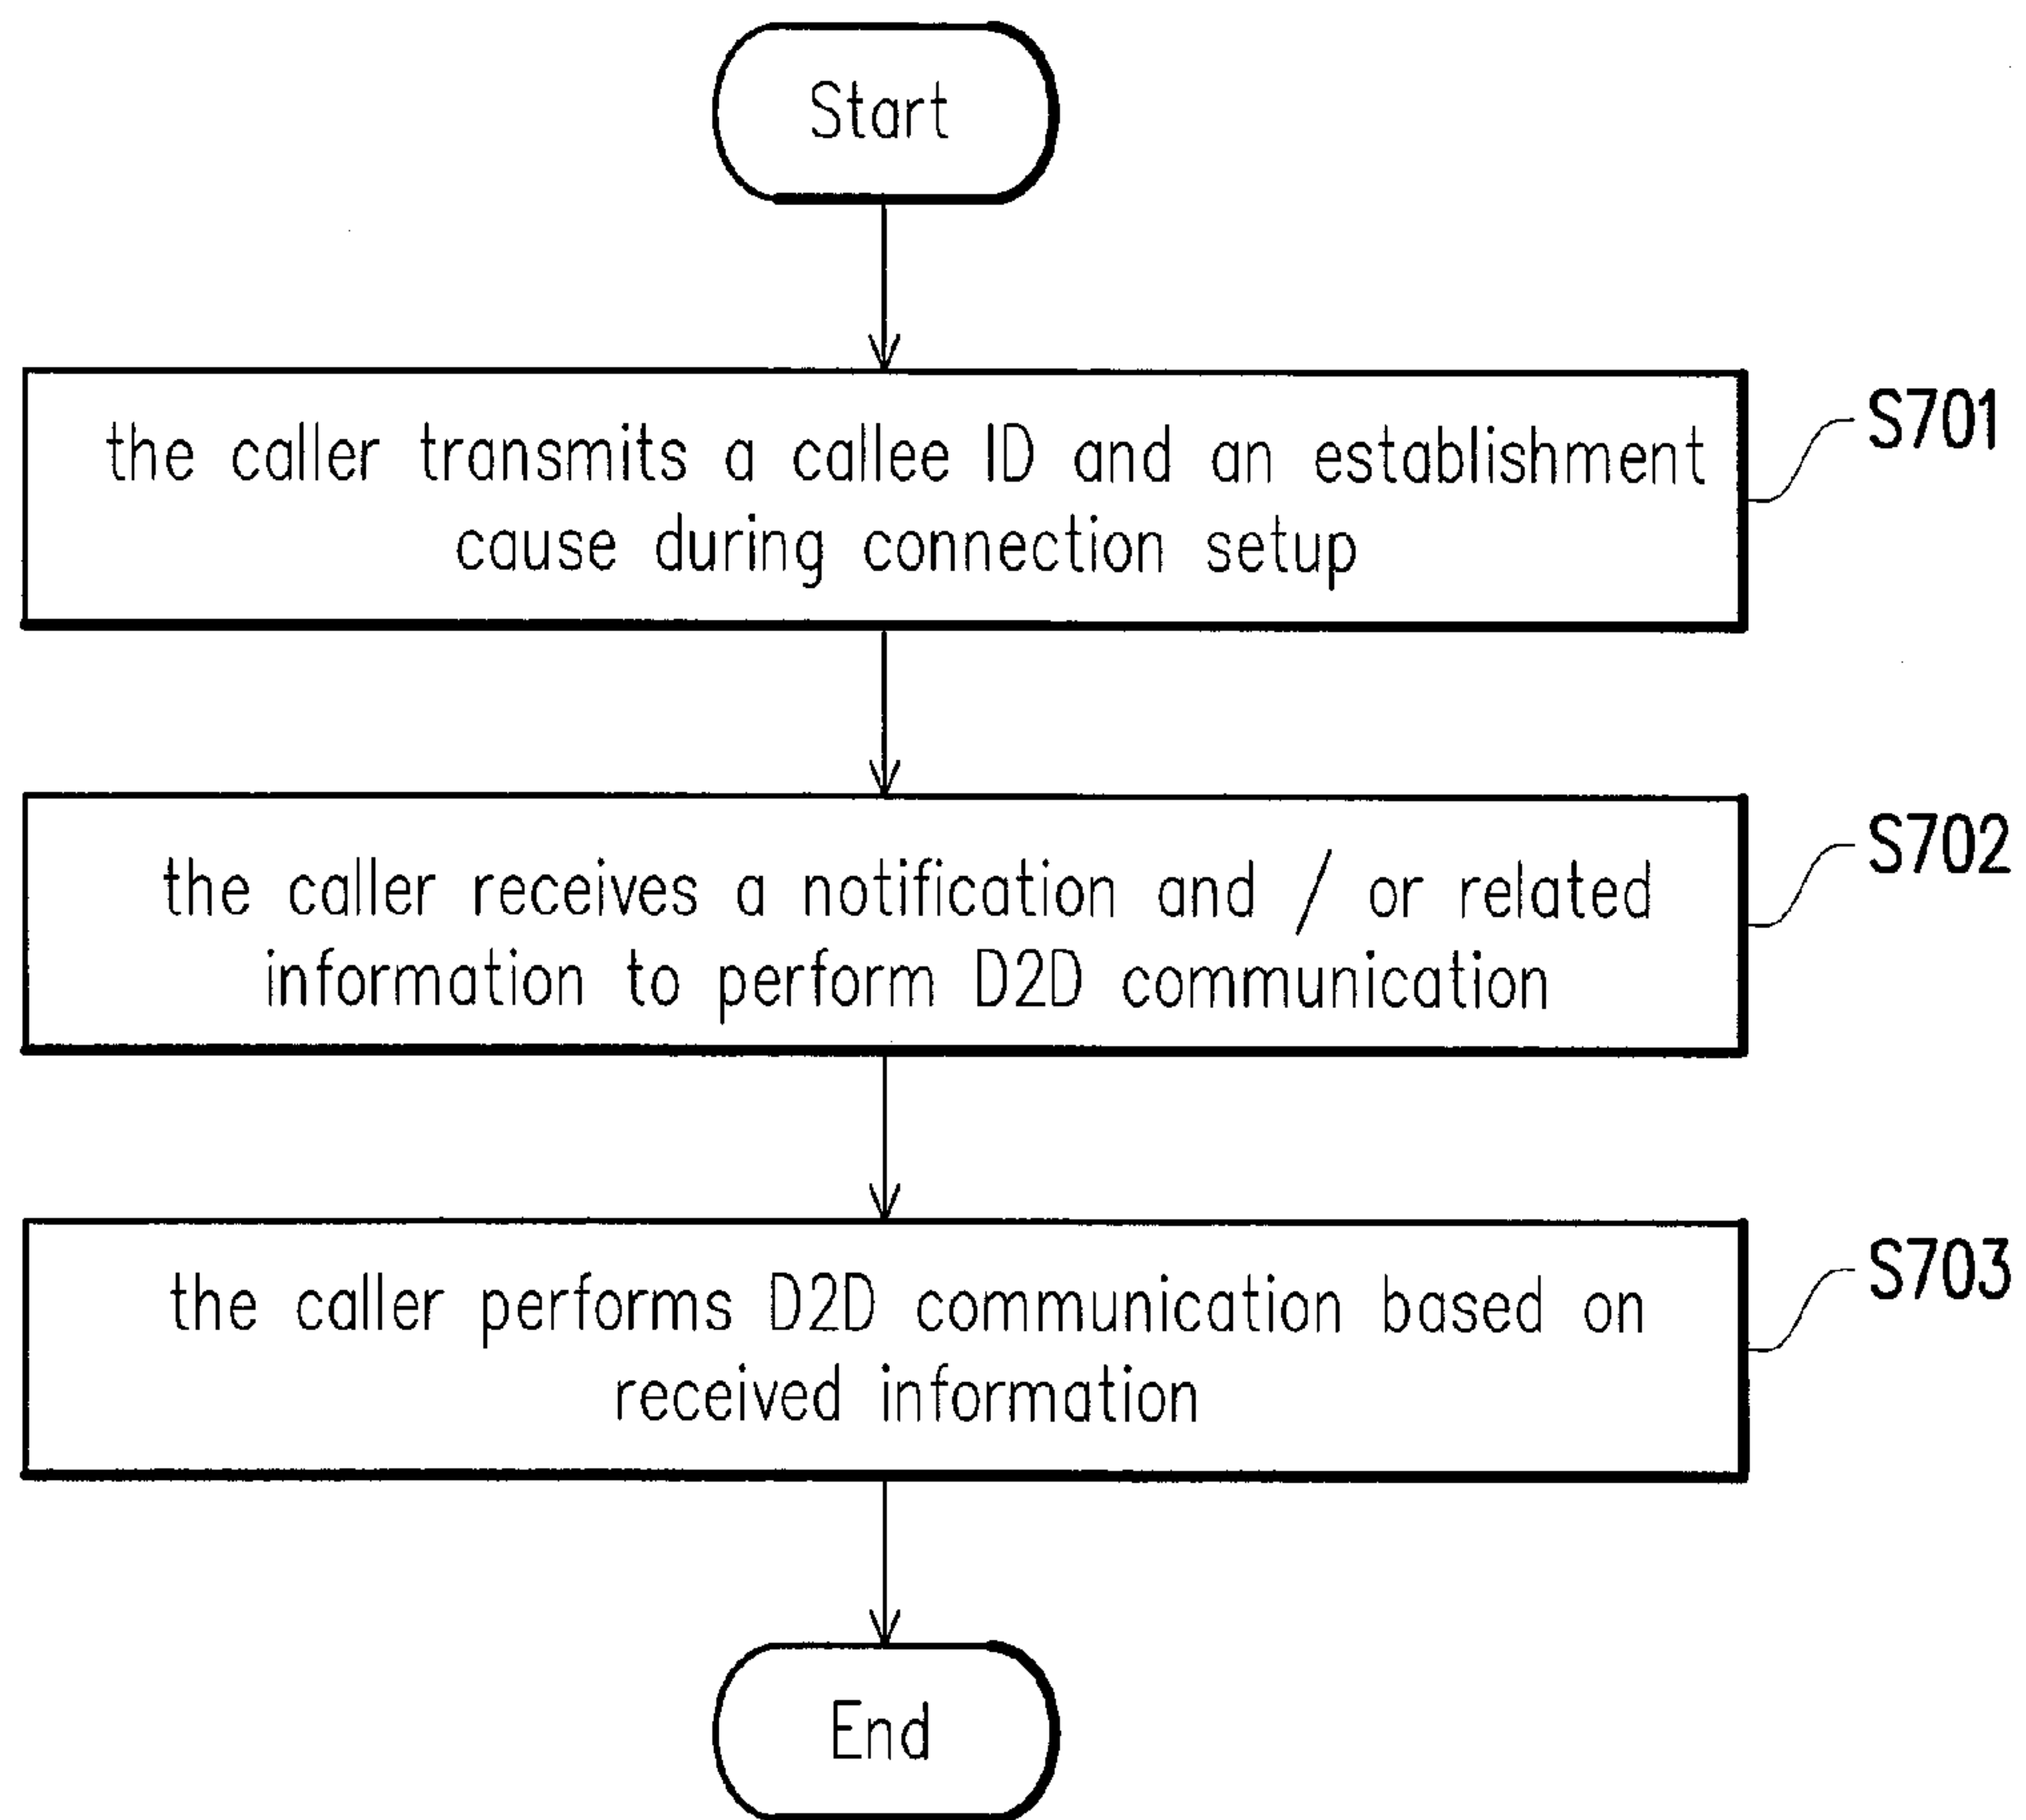 Start
the caller transmits a callee ID and an establishment
cause during connection setup
S701
the caller receives a notification and / or related
information to perform D2D communication
S702
the caller performs D2D communication based on
received information
S703
End